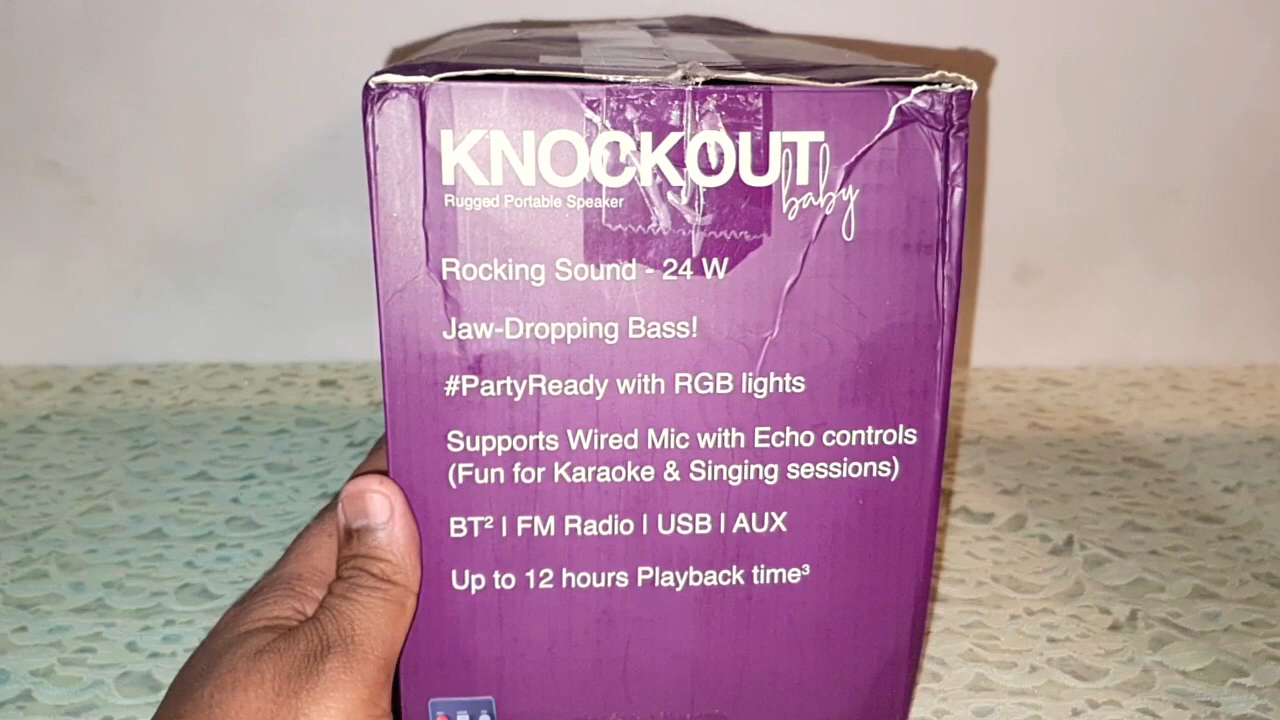 KNOCKOUT
baby
Rugged Portable Speaker
Rocking Sound - 24 W
Jaw-Dropping Bass!
#PartyReady with RGB lights
Supports Wired Mic with Echo controls
(Fun for Karaoke & Singing sessions)
BT² | FM Radio | USB | AUX
Up to 12 hours Playback time³